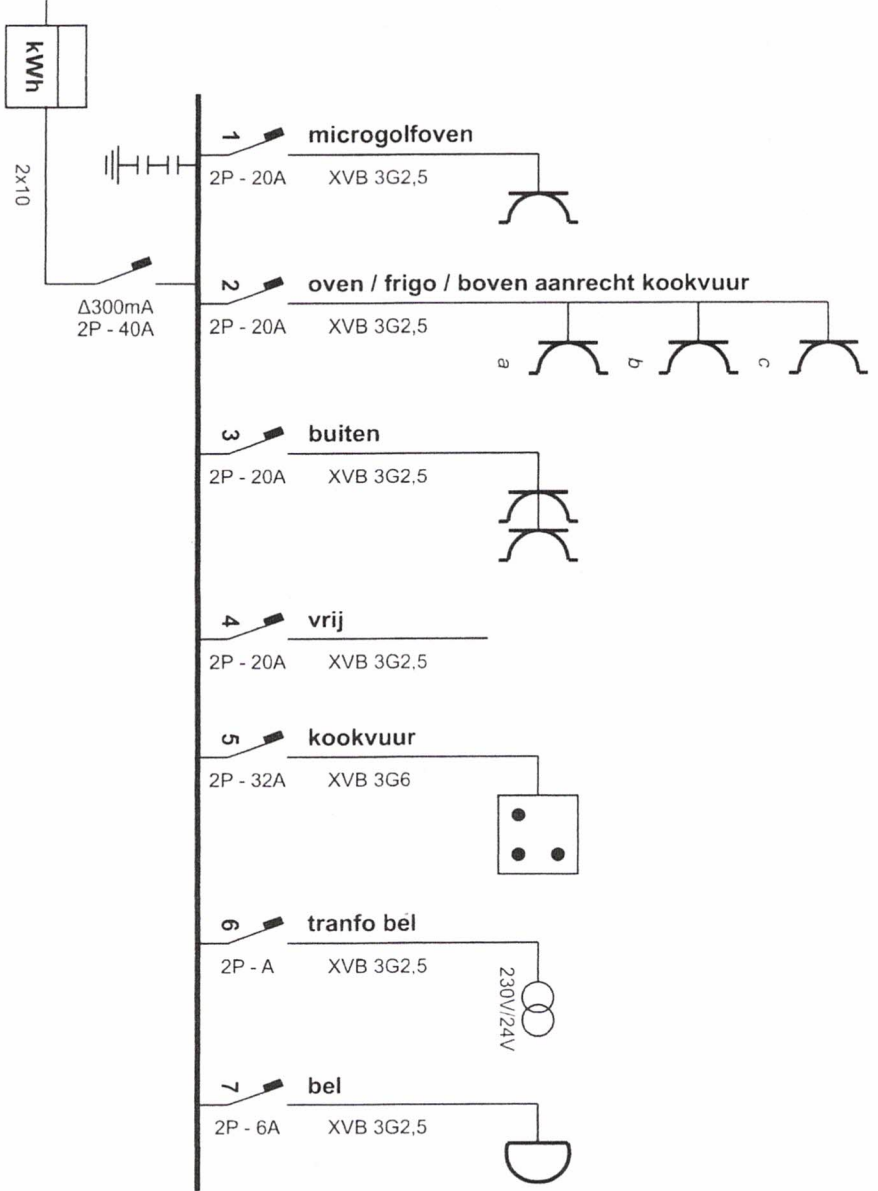 kWh
2x10
Δ300mA
2P - 40A
1 microgolfoven
2P - 20A XVB 3G2,5
2 oven / frigo / boven aanrecht kookvuur
2P - 20A XVB 3G2,5
a b c
3 buiten
2P - 20A XVB 3G2,5
4 vrij
2P - 20A XVB 3G2,5
5 kookvuur
2P - 32A XVB 3G6
6 tranfo bel
2P - A XVB 3G2,5
230V/24V
7 bel
2P - 6A XVB 3G2,5